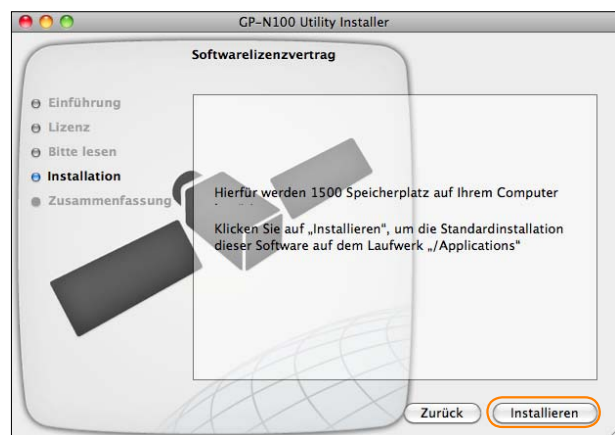 GP-N100 Utility Installer
Softwarelizenzvertrag
Einführung
Lizenz
Bitte lesen
Installation
Zusammenfassung
Hierfür werden 1500 Speicherplatz auf Ihrem Computer
Klicken Sie auf „Installieren“, um die Standardinstallation
dieser Software auf dem Laufwerk „/Applications“
Zurück
Installieren